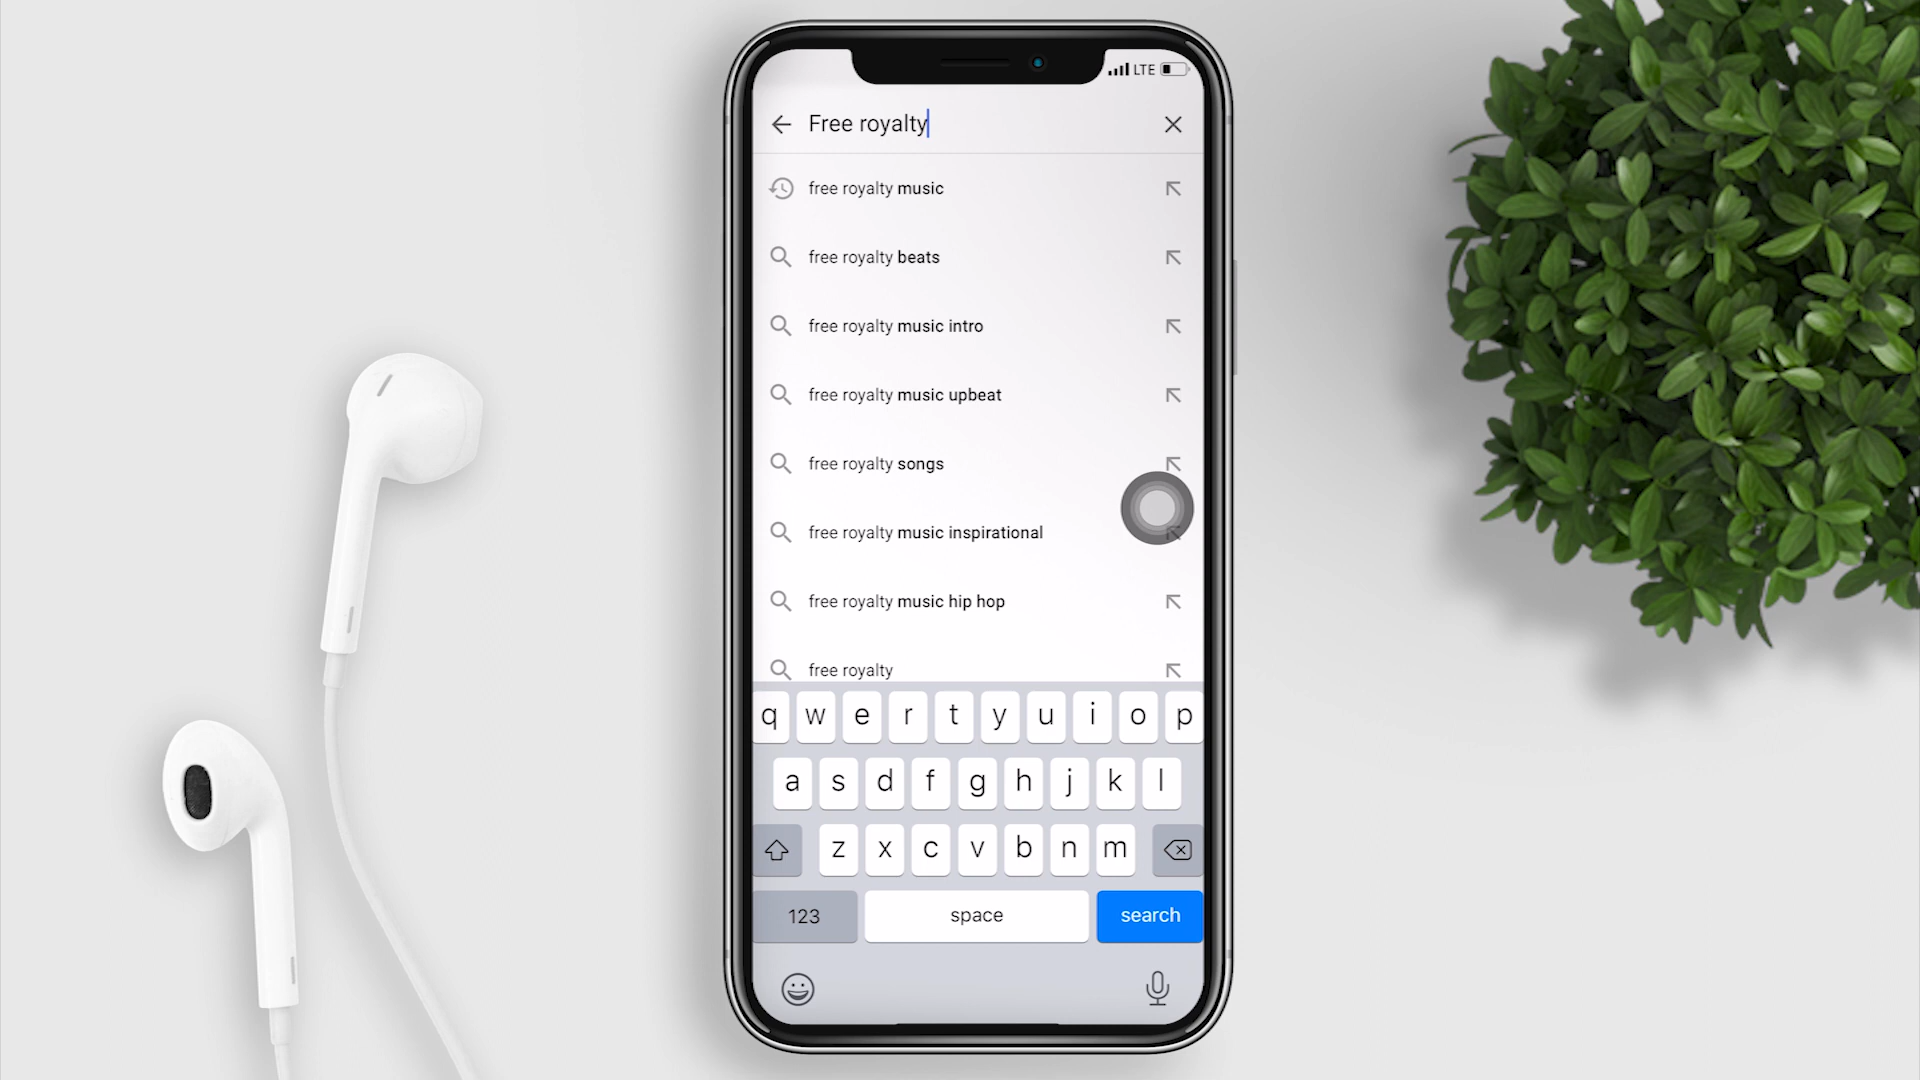 LTE
Free royalty
free royalty music
free royalty beats
free royalty music intro
free royalty music upbeat
free royalty songs
free royalty music inspirational
free royalty music hip hop
free royalty
q w e r t y u i o p
a s d f g h j k l
z x c v b n m
123 space search